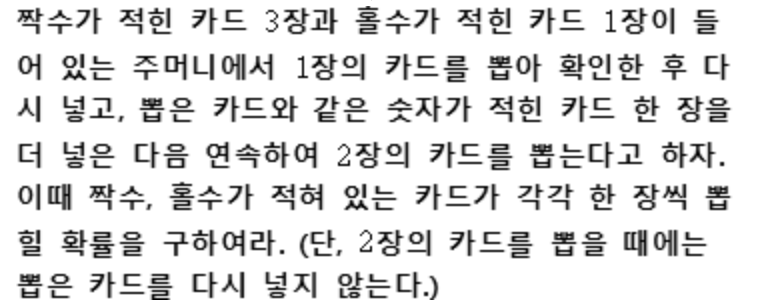 짝수가 적힌 카드 3장과 홀수가 적힌 카드 1장이 들
어 있는 주머니에서 1장의 카드를 뽑아 확인한 후 다
시 넣고, 뽑은 카드와 같은 숫자가 적힌 카드 한 장을
더 넣은 다음 연속하여 2장의 카드를 뽑는다고 하자.
이때 짝수, 홀수가 적혀 있는 카드가 각각 한 장씩 뽑
힐 확률을 구하여라. (단, 2장의 카드를 뽑을 때에는
뽑은 카드를 다시 넣지 않는다.)